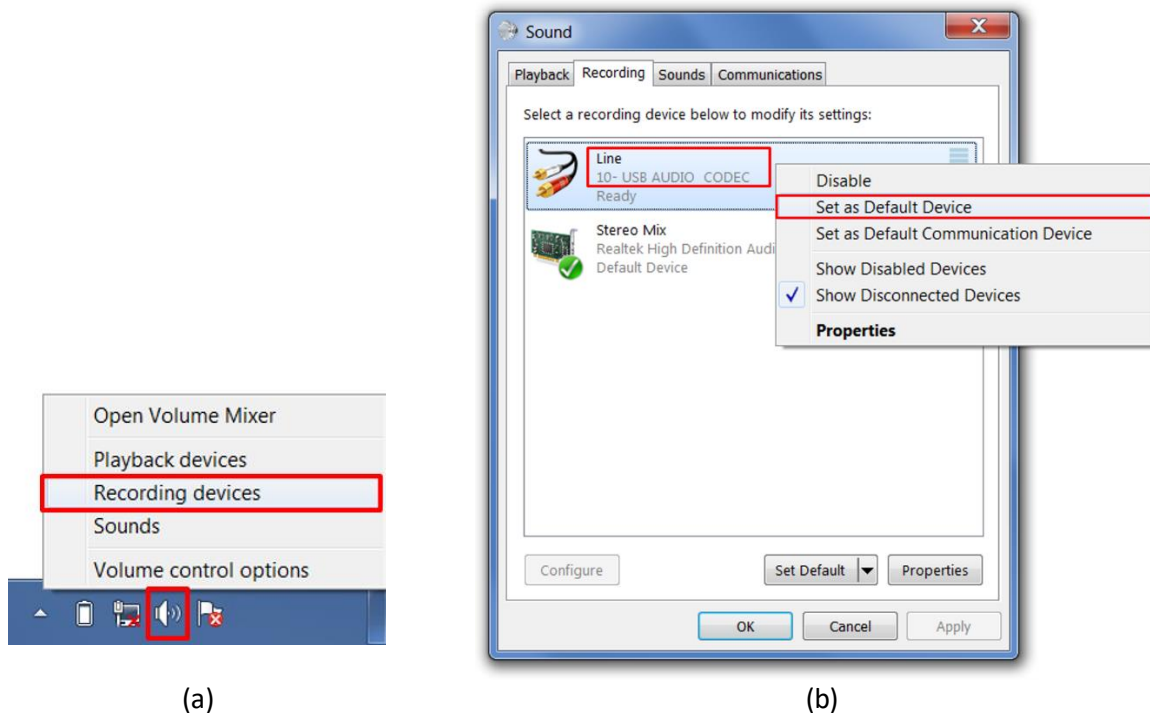 Open Volume Mixer
Playback devices
Recording devices
Sounds
Volume control options
(a)
Sound
Playback Recording Sounds Communications
Select a recording device below to modify its settings:
Line
10- USB AUDIO CODEC
Ready
Stereo Mix
Realtek High Definition Audi
Default Device
Disable
Set as Default Device
Set as Default Communication Device
Show Disabled Devices
Show Disconnected Devices
Properties
Configure Set Default Properties
OK Cancel Apply
(b)